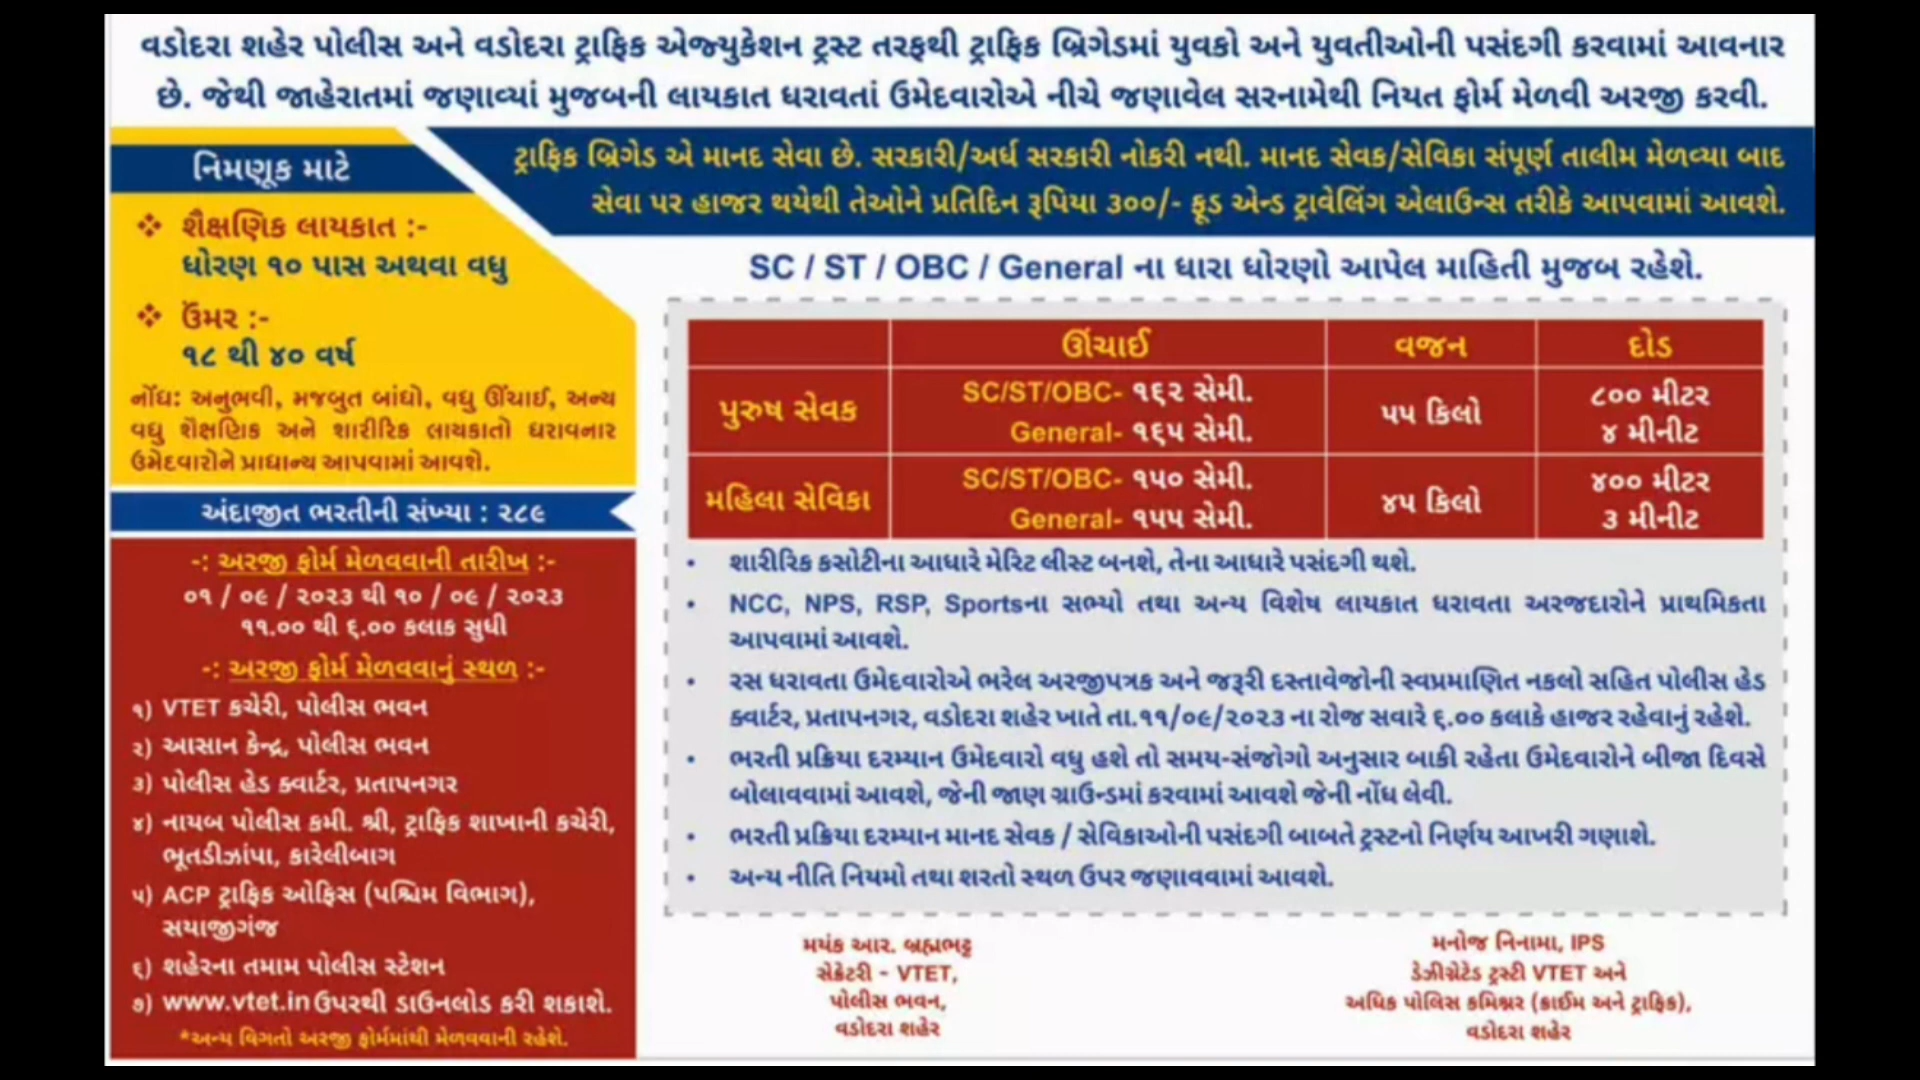 વડોદરા શહેર પોલીસ અને વડોદરા ટ્રાફિક એજ્યુકેશન ટ્રસ્ટ તરફથી ટ્રાફિક બ્રિગેડમાં યુવકો અને યુવતીઓની પસંદગી કરવામાં આવનાર
છે. જેથી જાહેરાતમાં જણાવ્યાં મુજબની લાયકાત ધરાવતાં ઉમેદવારોએ નીચે જણાવેલ સરનામેથી નિયત ફોર્મ મેળવી અરજી કરવી.
ટ્રાફિક બ્રિગેડ એ માનદ સેવા છે. સરકારી/અર્ધ સરકારી નોકરી નથી. માનદ સેવક/સેવિકા સંપૂર્ણ તાલીમ મેળવ્યા બાદ
સેવા પર હાજર થયેથી તેઓને પ્રતિદિન રૂપિયા ૩૦૦/- ફૂડ એન્ડ ટ્રાવેલિંગ એલાઉન્સ તરીકે આપવામાં આવશે.
નિમણૂક માટે
❖ શૈક્ષણિક લાયકાત :-
ધોરણ ૧૦ પાસ અથવા વધુ
❖ ઉંમર :-
૧૮ થી ૪૦ વર્ષ
નોંધ: અનુભવી, મજબુત બાંધો, વધુ ઊંચાઈ, અન્ય
વધુ શૈક્ષણિક અને શારીરિક લાયકાતો ધરાવનાર
ઉમેદવારોને પ્રાધાન્ય આપવામાં આવશે.
અંદાજીત ભરતીની સંખ્યા : ૨૮૯
-: અરજી ફોર્મ મેળવવાની તારીખ :-
૦૧ / ૦૯ / ૨૦૨૩ થી ૧૦ / ૦૯ / ૨૦૨૩
૧૧.૦૦ થી ૬.૦૦ કલાક સુધી
-: અરજી ફોર્મ મેળવવાનું સ્થળ :-
૧) VTET કચેરી, પોલીસ ભવન
૨) આસાન કેન્દ્ર, પોલીસ ભવન
૩) પોલીસ હેડ ક્વાર્ટર, પ્રતાપનગર
૪) નાયબ પોલીસ કમી. શ્રી, ટ્રાફિક શાખાની કચેરી,
ભૂતડીઝાંપા, કારેલીબાગ
૫) ACP ટ્રાફિક ઓફિસ (પશ્ચિમ વિભાગ),
સયાજીગંજ
૬) શહેરના તમામ પોલીસ સ્ટેશન
૭) www.vtet.in ઉપરથી ડાઉનલોડ કરી શકાશે.
*અન્ય વિગતો અરજી ફોર્મમાંથી મેળવવાની રહેશે.
SC / ST / OBC / General ના ધારા ધોરણો આપેલ માહિતી મુજબ રહેશે.
ઊંચાઈ વજન દોડ
પુરુષ સેવક SC/ST/OBC- ૧૬૨ સેમી. ૫૫ કિલો ૮૦૦ મીટર
General- ૧૬૫ સેમી. ૪ મીનીટ
મહિલા સેવિકા SC/ST/OBC- ૧૫૦ સેમી. ૪૫ કિલો ૪૦૦ મીટર
General- ૧૫૫ સેમી. ૩ મીનીટ
• શારીરિક કસોટીના આધારે મેરિટ લીસ્ટ બનશે, તેના આધારે પસંદગી થશે.
• NCC, NPS, RSP, Sportsના સભ્યો તથા અન્ય વિશેષ લાયકાત ધરાવતા અરજદારોને પ્રાથમિકતા
આપવામાં આવશે.
• રસ ધરાવતા ઉમેદવારોએ ભરેલ અરજીપત્રક અને જરૂરી દસ્તાવેજોની સ્વપ્રમાણિત નકલો સહિત પોલીસ હેડ
ક્વાર્ટર, પ્રતાપનગર, વડોદરા શહેર ખાતે તા.૧૧/૦૯/૨૦૨૩ ના રોજ સવારે ૬.૦૦ કલાકે હાજર રહેવાનું રહેશે.
• ભરતી પ્રક્રિયા દરમ્યાન ઉમેદવારો વધુ હશે તો સમય-સંજોગો અનુસાર બાકી રહેતા ઉમેદવારોને બીજા દિવસે
બોલાવવામાં આવશે, જેની જાણ ગ્રાઉન્ડમાં કરવામાં આવશે જેની નોંધ લેવી.
• ભરતી પ્રક્રિયા દરમ્યાન માનદ સેવક / સેવિકાઓની પસંદગી બાબતે ટ્રસ્ટનો નિર્ણય આખરી ગણાશે.
• અન્ય નીતિ નિયમો તથા શરતો સ્થળ ઉપર જણાવવામાં આવશે.
મયંક આર. બ્રહ્મભટ્ટ
સેક્રેટરી - VTET,
પોલીસ ભવન,
વડોદરા શહેર
મનોજ નિનામા, IPS
ડેઝીગ્નેટેડ ટ્રસ્ટી VTET અને
અધિક પોલિસ કમિશ્નર (ક્રાઈમ અને ટ્રાફિક),
વડોદરા શહેર